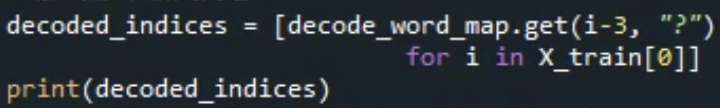 decoded_indices = [decode_word_map.get(i-3, "?")
for i in X_train[0]]
print(decoded_indices)